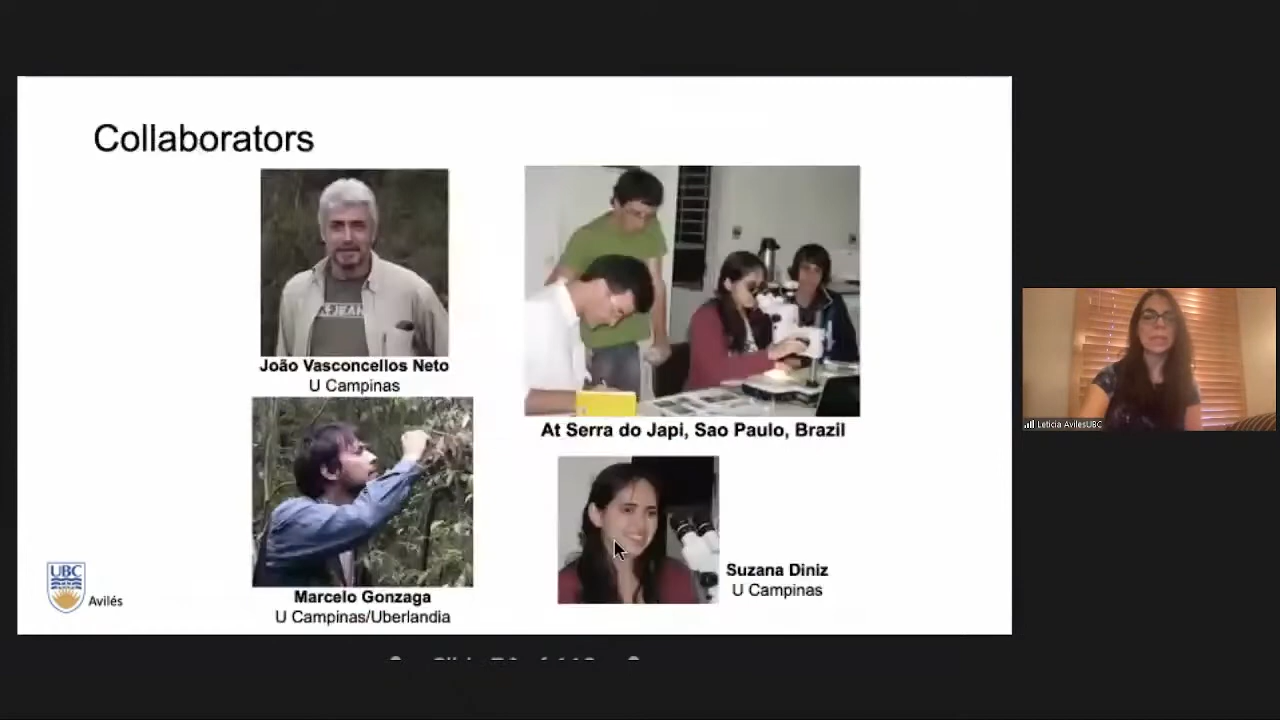 Collaborators
João Vasconcellos Neto
U Campinas
At Serra do Japi, Sao Paulo, Brazil
Marcelo Gonzaga
U Campinas/Uberlandia
Suzana Diniz
U Campinas
UBC
Avilés
Leticia AvilesUBC